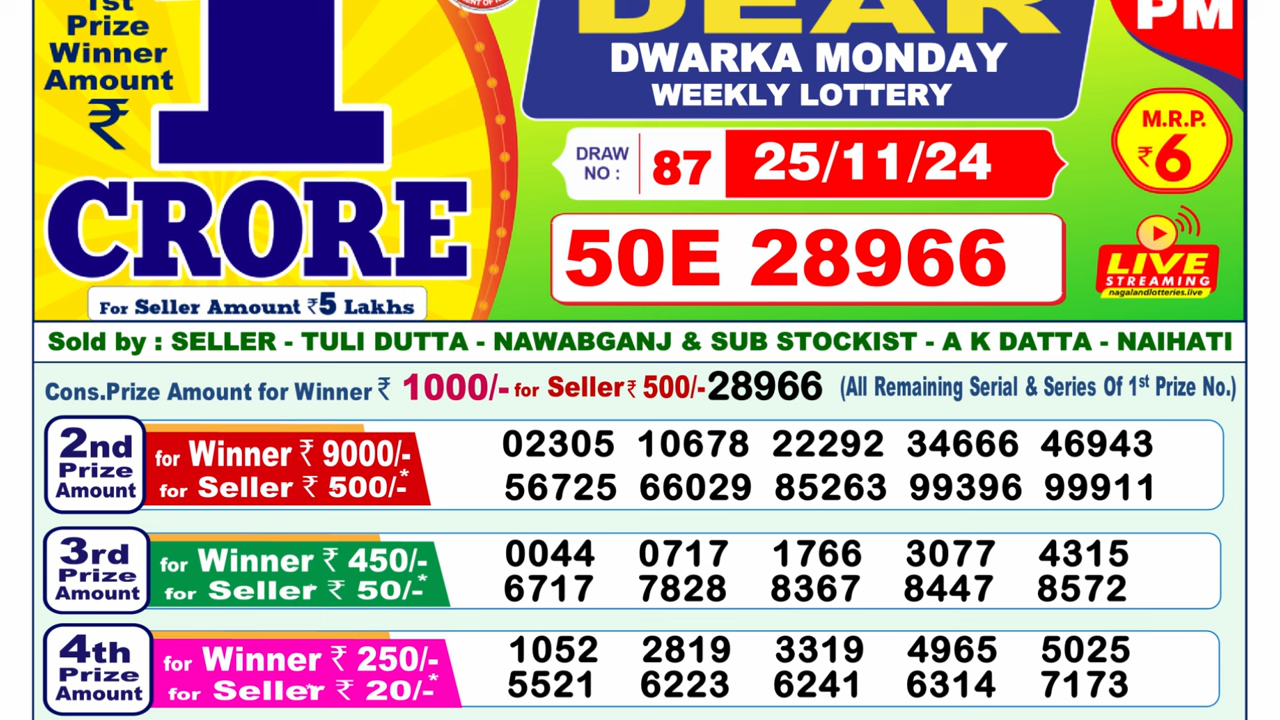 1st
Prize
Winner
Amount
₹
1
CRORE
For Seller Amount ₹5 Lakhs
DEAR
PM
DWARKA MONDAY
WEEKLY LOTTERY
DRAW NO : 87 25/11/24
M.R.P.
₹6
50E 28966
LIVE
STREAMING
nagalandlotteries.live
Sold by : SELLER - TULI DUTTA - NAWABGANJ & SUB STOCKIST - A K DATTA - NAIHATI
Cons.Prize Amount for Winner ₹ 1000/- for Seller ₹ 500/- 28966 (All Remaining Serial & Series Of 1st Prize No.)
2nd
Prize
Amount
for Winner ₹ 9000/-
for Seller ₹ 500/-*
02305 10678 22292 34666 46943
56725 66029 85263 99396 99911
3rd
Prize
Amount
for Winner ₹ 450/-
for Seller ₹ 50/-*
0044 0717 1766 3077 4315
6717 7828 8367 8447 8572
4th
Prize
Amount
for Winner ₹ 250/-
for Seller ₹ 20/-*
1052 2819 3319 4965 5025
5521 6223 6241 6314 7173